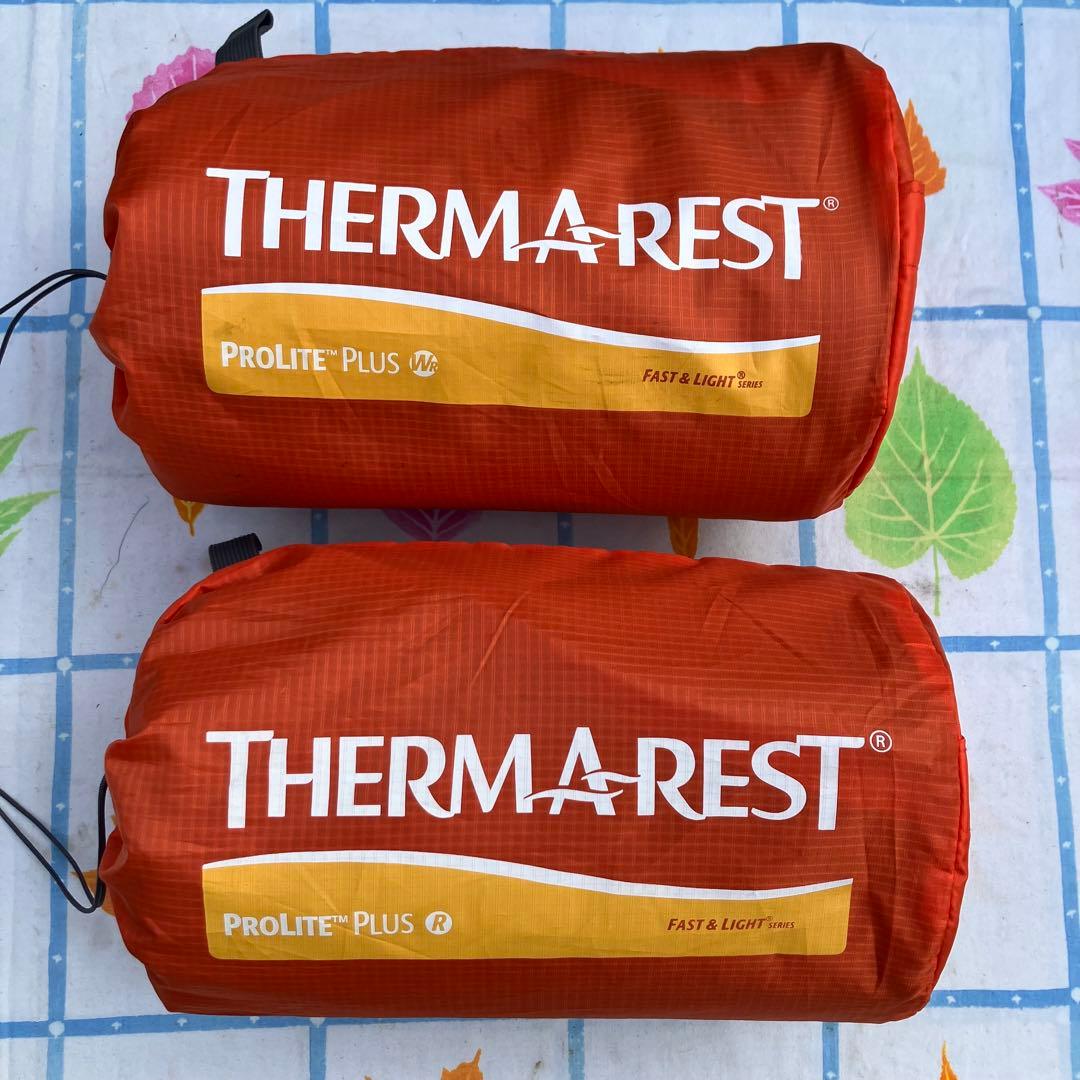 THERMAREST®
PROLITE™ PLUS WR
FAST & LIGHT® SERIES
THERMAREST®
PROLITE™ PLUS R
FAST & LIGHT® SERIES